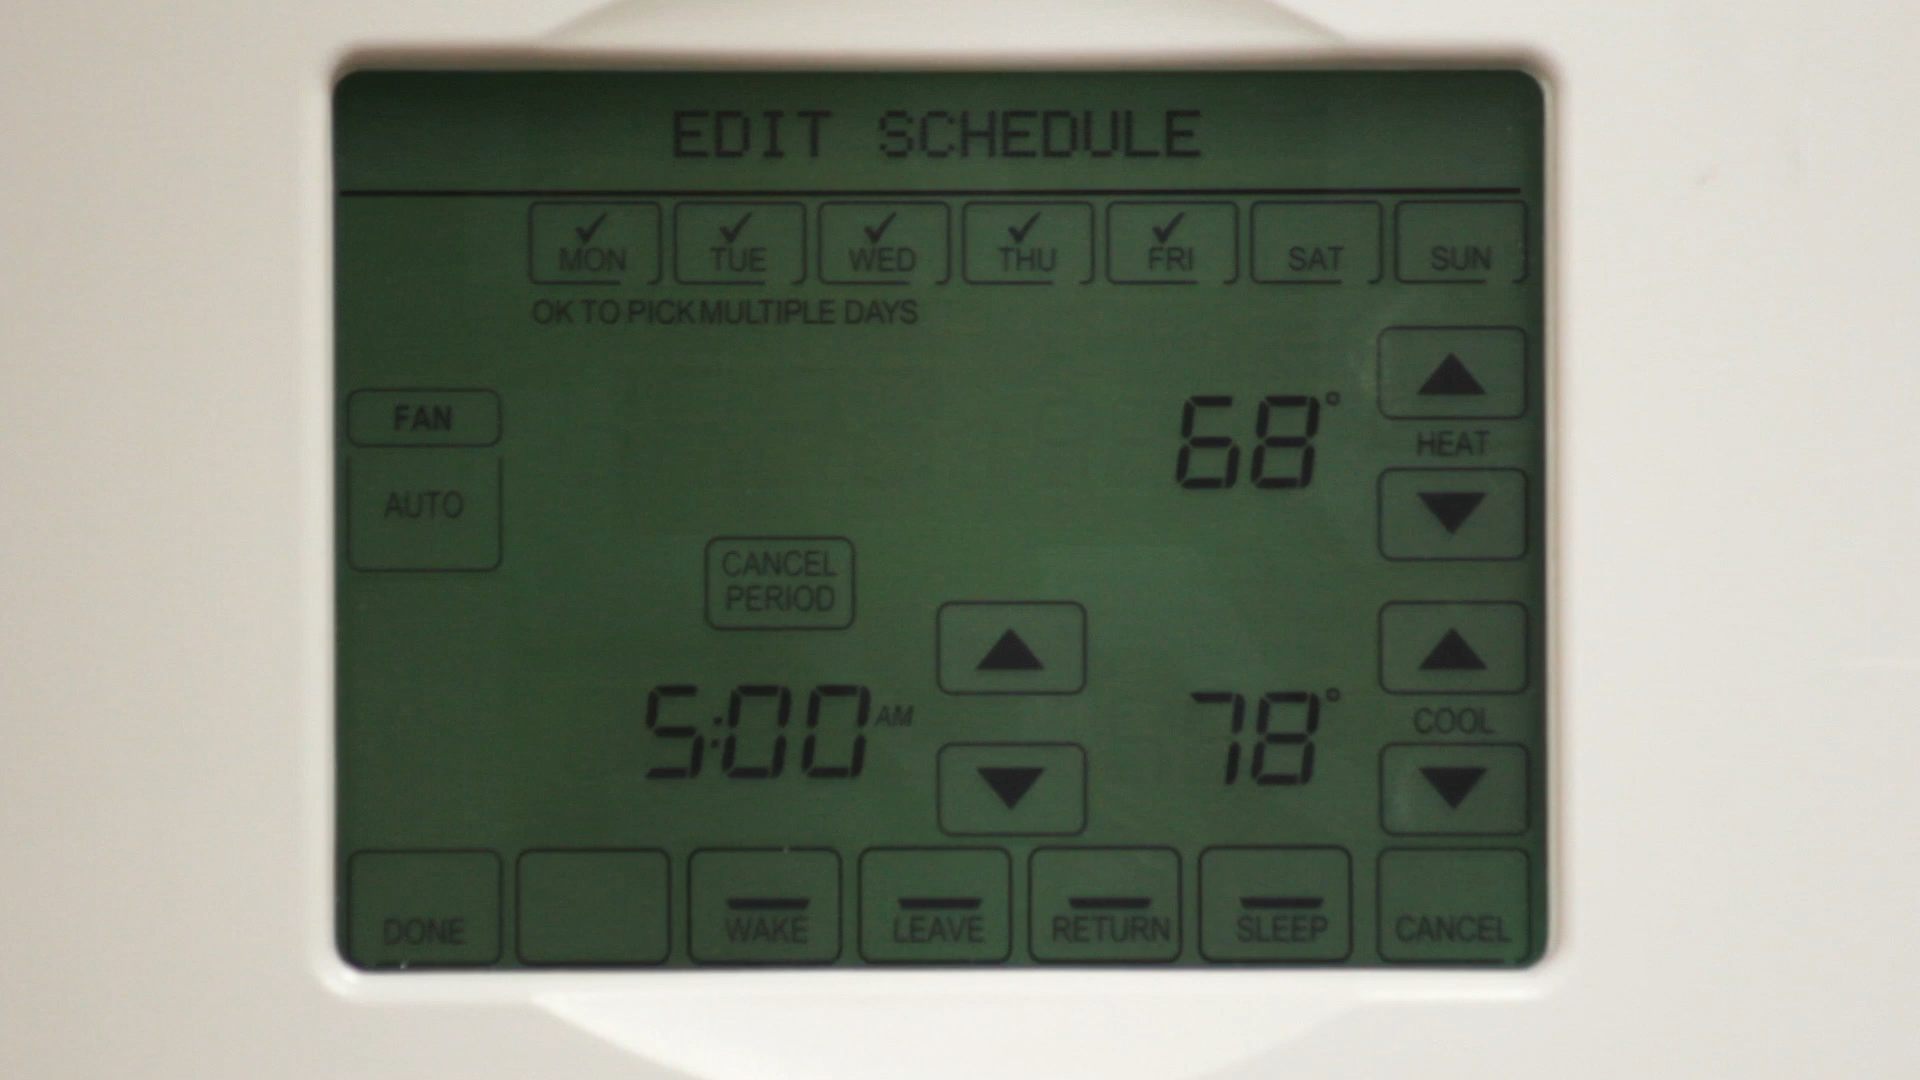 EDIT SCHEDULE
MON TUE WED THU FRI SAT SUN
OK TO PICK MULTIPLE DAYS
FAN
AUTO
68°
HEAT
CANCEL
PERIOD
5:00 AM
78°
COOL
DONE WAKE LEAVE RETURN SLEEP CANCEL